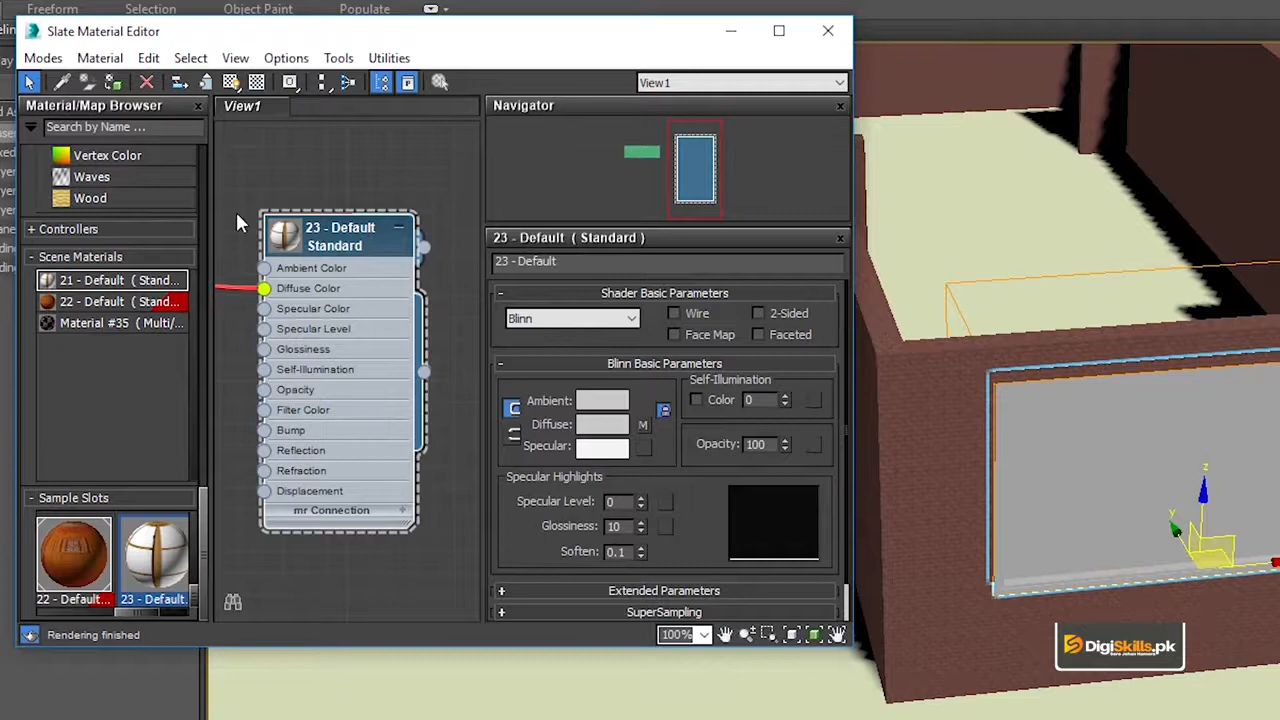 Freeform Selection Object Paint Populate
Slate Material Editor
Modes Material Edit Select View Options Tools Utilities
View1
Material/Map Browser
Search by Name ...
Vertex Color
Waves
Wood
+ Controllers
- Scene Materials
21 - Default ( Stand...
22 - Default ( Stand...
Material #35 ( Multi/...
- Sample Slots
22 - Default...
23 - Default.
Rendering finished
View1
23 - Default
Standard
Ambient Color
Diffuse Color
Specular Color
Specular Level
Glossiness
Self-Illumination
Opacity
Filter Color
Bump
Reflection
Refraction
Displacement
mr Connection +
Navigator
23 - Default ( Standard )
23 - Default
- Shader Basic Parameters
Blinn
Wire
2-Sided
Face Map
Faceted
- Blinn Basic Parameters
Ambient:
Diffuse: M
Specular:
Self-Illumination
Color 0
Opacity: 100
Specular Highlights
Specular Level: 0
Glossiness: 10
Soften: 0.1
+ Extended Parameters
+ SuperSampling
100%
z
y
DigiSkills.pk